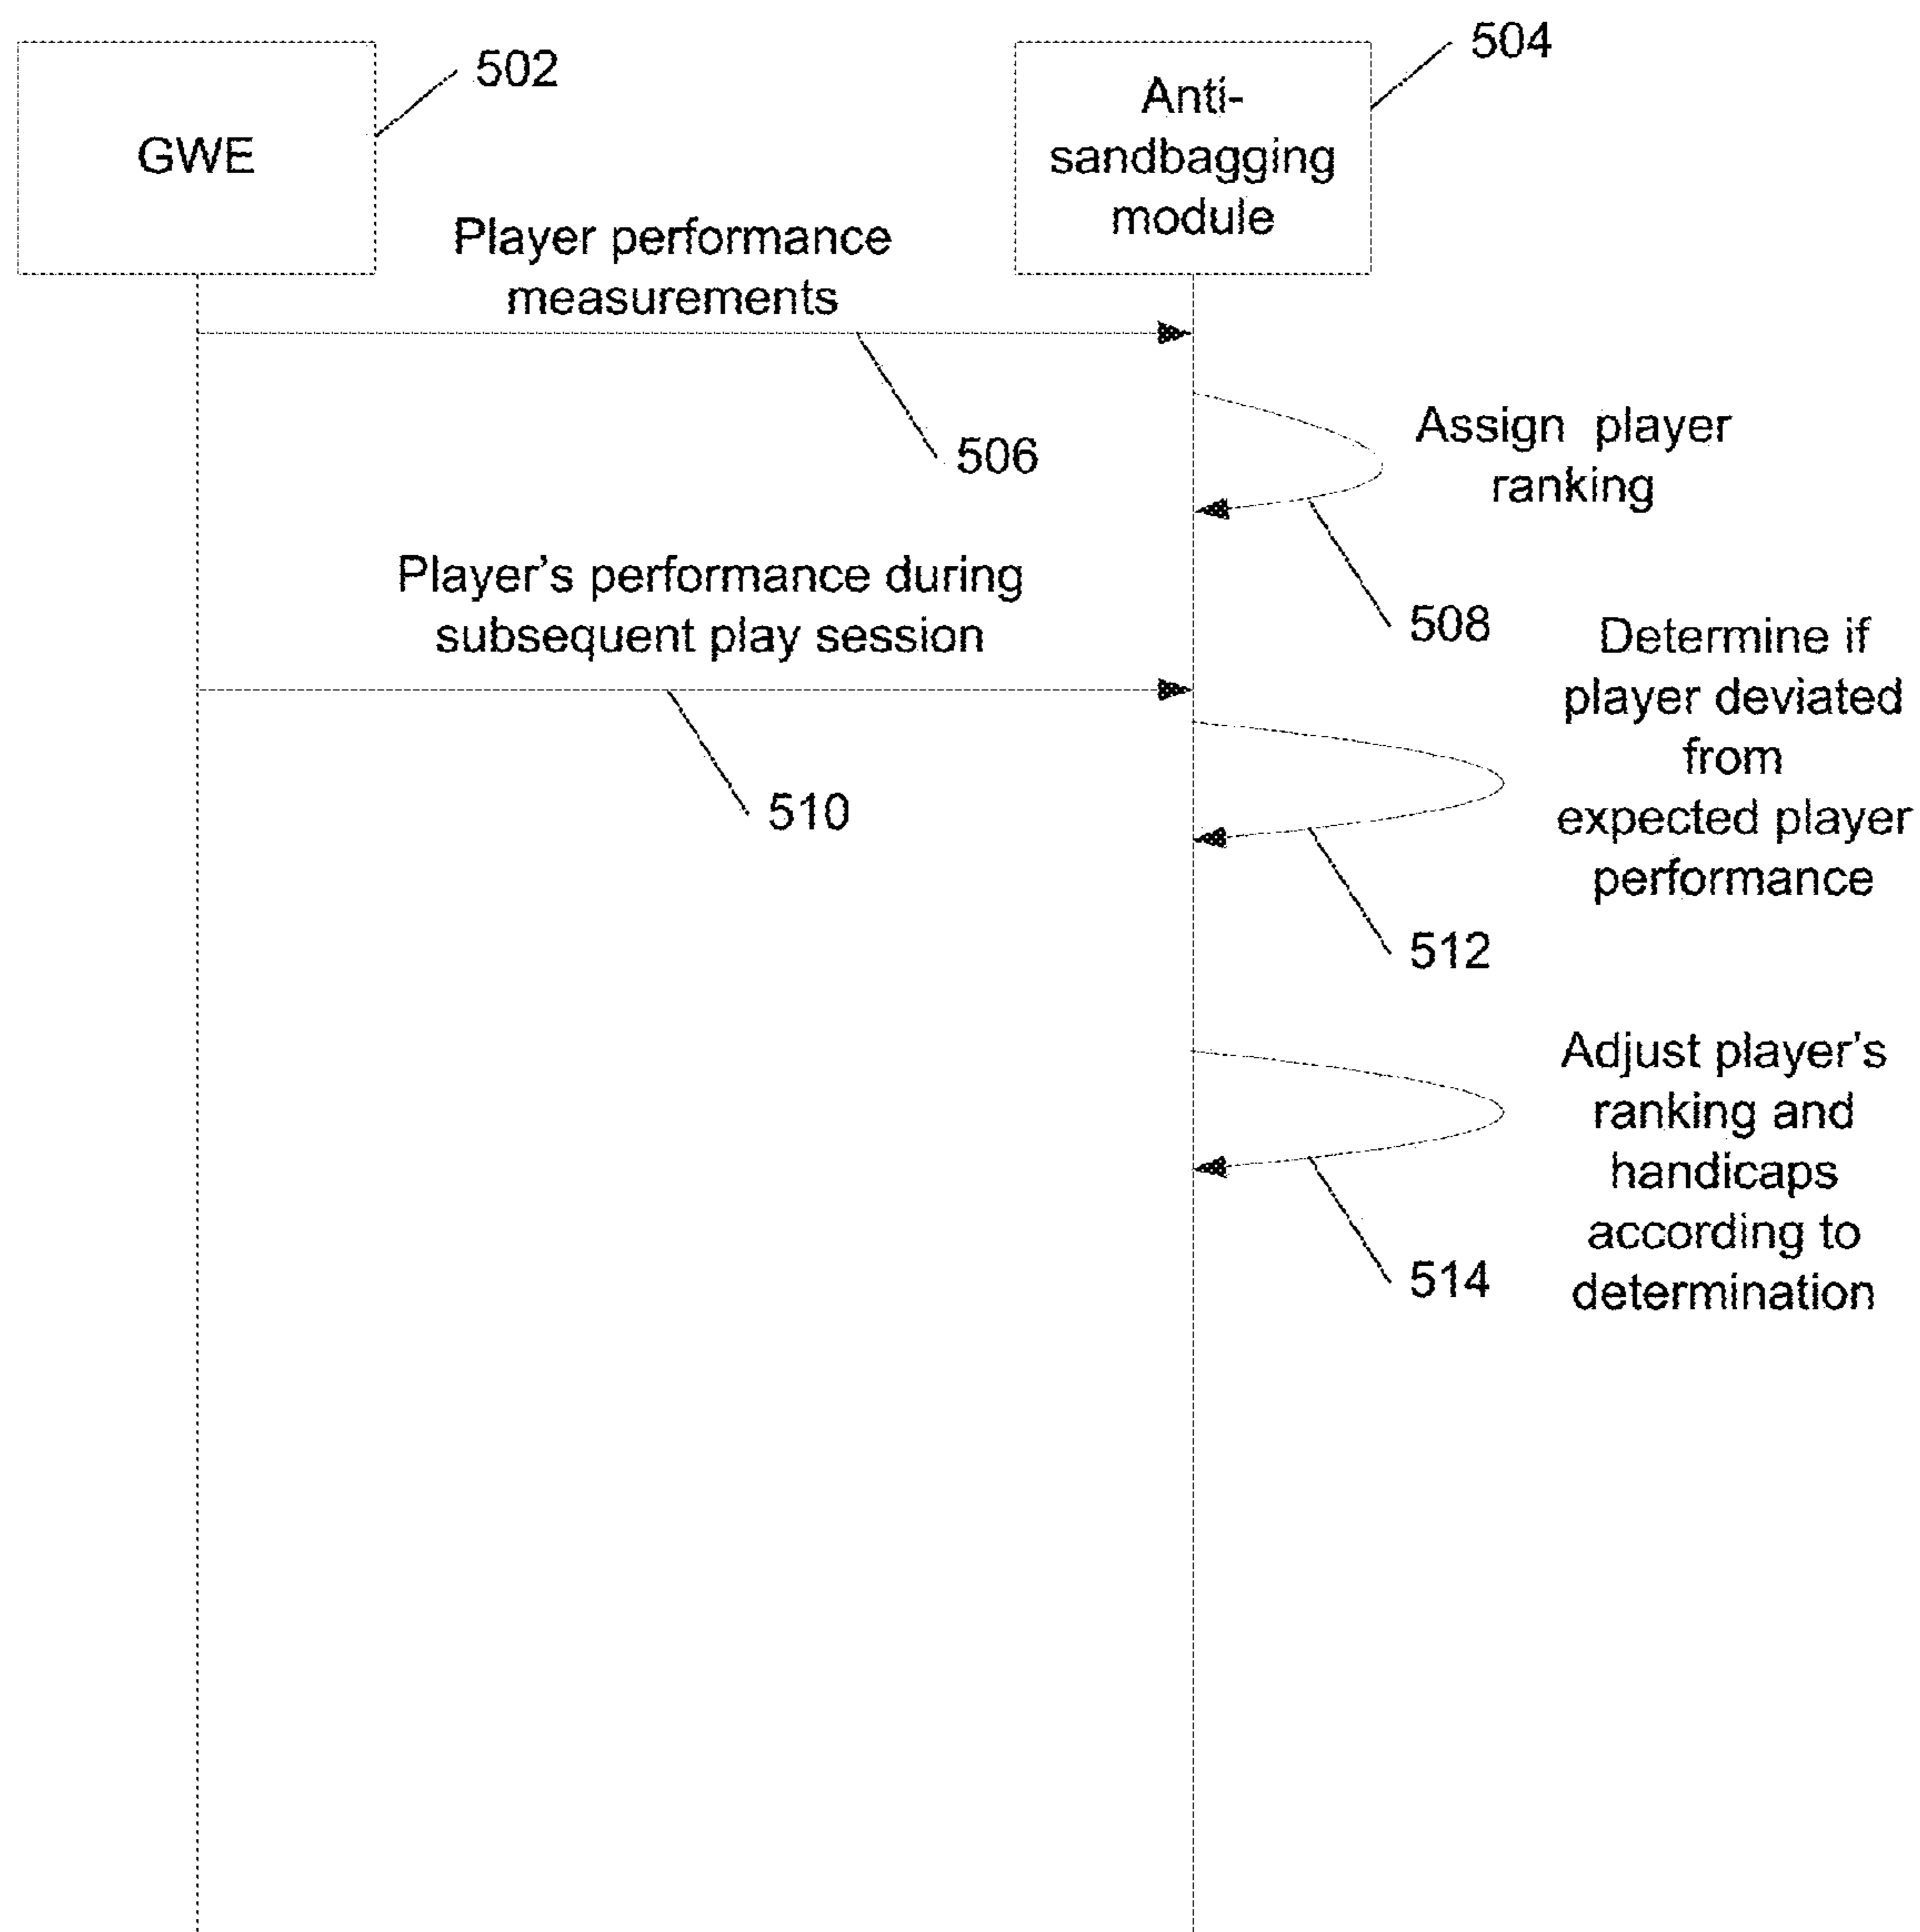 502
GWE
504
Anti-
sandbagging
module
Player performance
measurements
506
Assign player
ranking
508
Player's performance during
subsequent play session
510
Determine if
player deviated
from
expected player
performance
512
Adjust player's
ranking and
handicaps
according to
determination
514